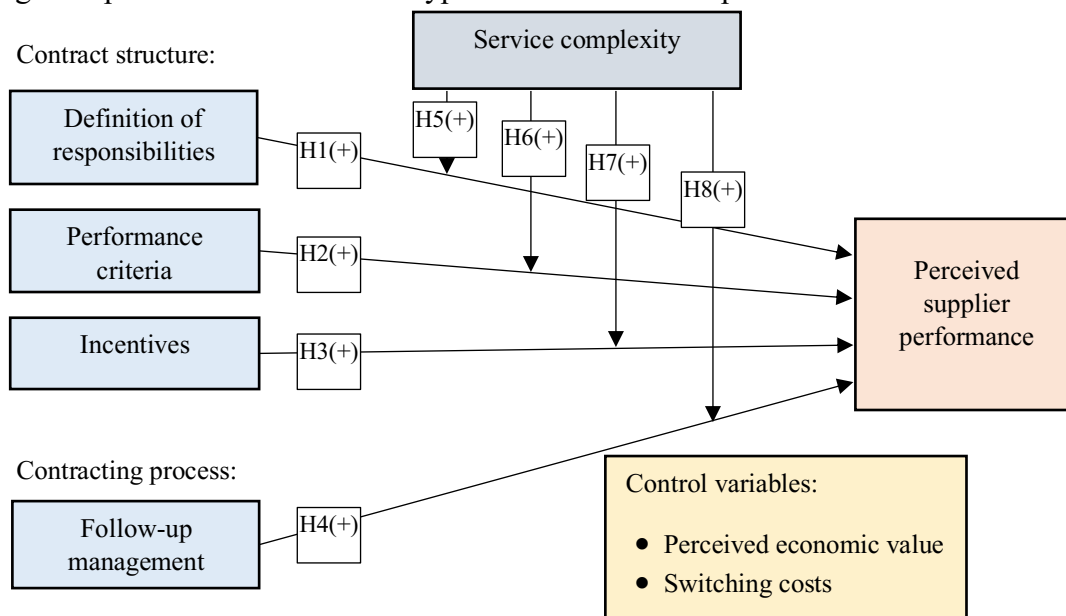 Service complexity
Contract structure:
Definition of
responsibilities
H1(+)
H5(+)
H6(+)
H7(+)
H8(+)
Performance
criteria
H2(+)
Incentives
H3(+)
Perceived
supplier
performance
Contracting process:
Follow-up
management
H4(+)
Control variables:
● Perceived economic value
● Switching costs